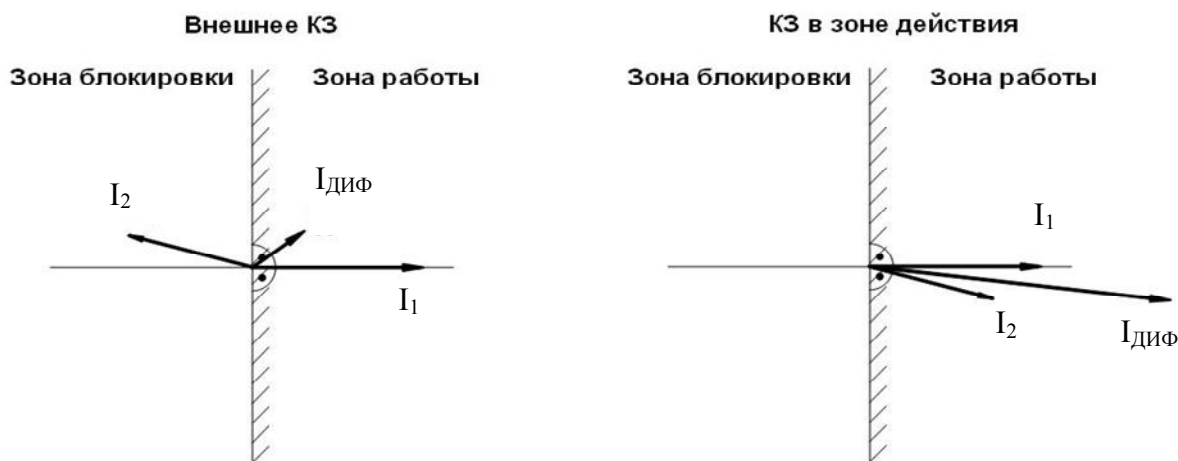 Внешнее КЗ
Зона блокировки Зона работы
I₂
IДИФ
I₁
КЗ в зоне действия
Зона блокировки Зона работы
I₁
I₂
IДИФ